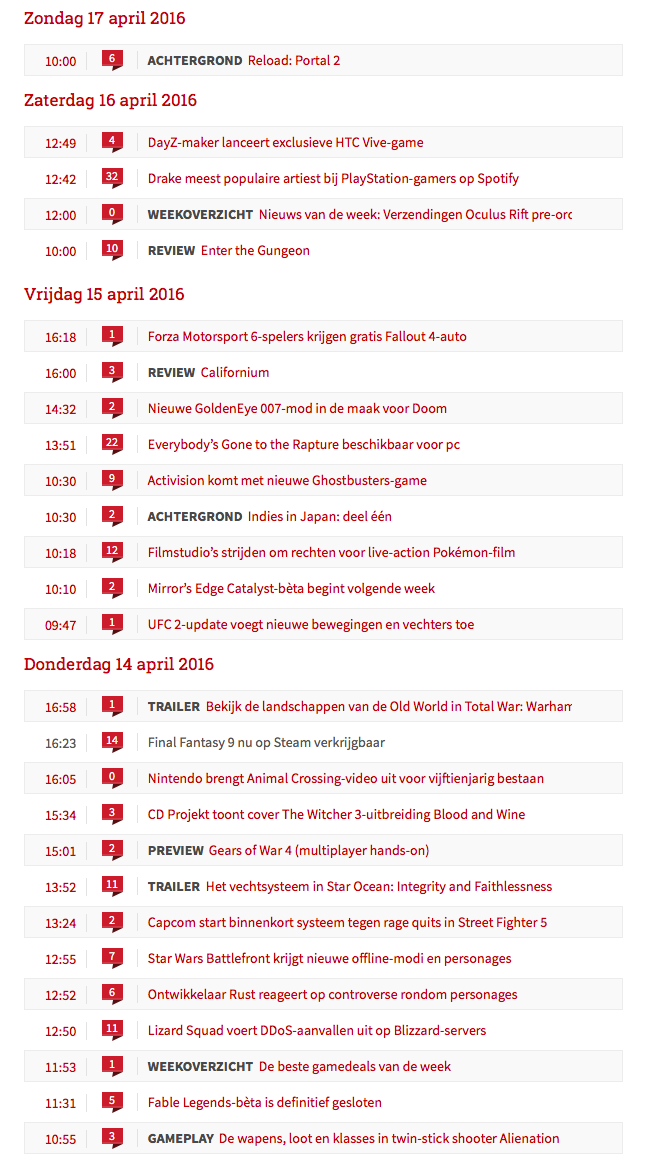 Zondag 17 april 2016
10:00 6 ACHTERGROND Reload: Portal 2
Zaterdag 16 april 2016
12:49 4 DayZ-maker lanceert exclusieve HTC Vive-game
12:42 32 Drake meest populaire artiest bij PlayStation-gamers op Spotify
12:00 0 WEEKOVERZICHT Nieuws van de week: Verzendingen Oculus Rift pre-orc
10:00 10 REVIEW Enter the Gungeon
Vrijdag 15 april 2016
16:18 1 Forza Motorsport 6-spelers krijgen gratis Fallout 4-auto
16:00 3 REVIEW Californium
14:32 2 Nieuwe GoldenEye 007-mod in de maak voor Doom
13:51 22 Everybody’s Gone to the Rapture beschikbaar voor pc
10:30 9 Activision komt met nieuwe Ghostbusters-game
10:30 2 ACHTERGROND Indies in Japan: deel één
10:18 12 Filmstudio’s strijden om rechten voor live-action Pokémon-film
10:10 2 Mirror’s Edge Catalyst-bèta begint volgende week
09:47 1 UFC 2-update voegt nieuwe bewegingen en vechters toe
Donderdag 14 april 2016
16:58 1 TRAILER Bekijk de landschappen van de Old World in Total War: Warham
16:23 14 Final Fantasy 9 nu op Steam verkrijgbaar
16:05 0 Nintendo brengt Animal Crossing-video uit voor vijftienjarig bestaan
15:34 3 CD Projekt toont cover The Witcher 3-uitbreiding Blood and Wine
15:01 2 PREVIEW Gears of War 4 (multiplayer hands-on)
13:52 11 TRAILER Het vechtsysteem in Star Ocean: Integrity and Faithlessness
13:24 2 Capcom start binnenkort systeem tegen rage quits in Street Fighter 5
12:55 7 Star Wars Battlefront krijgt nieuwe offline-modi en personages
12:52 6 Ontwikkelaar Rust reageert op controverse rondom personages
12:50 11 Lizard Squad voert DDoS-aanvallen uit op Blizzard-servers
11:53 1 WEEKOVERZICHT De beste gamedeals van de week
11:31 5 Fable Legends-bèta is definitief gesloten
10:55 3 GAMEPLAY De wapens, loot en klasses in twin-stick shooter Alienation